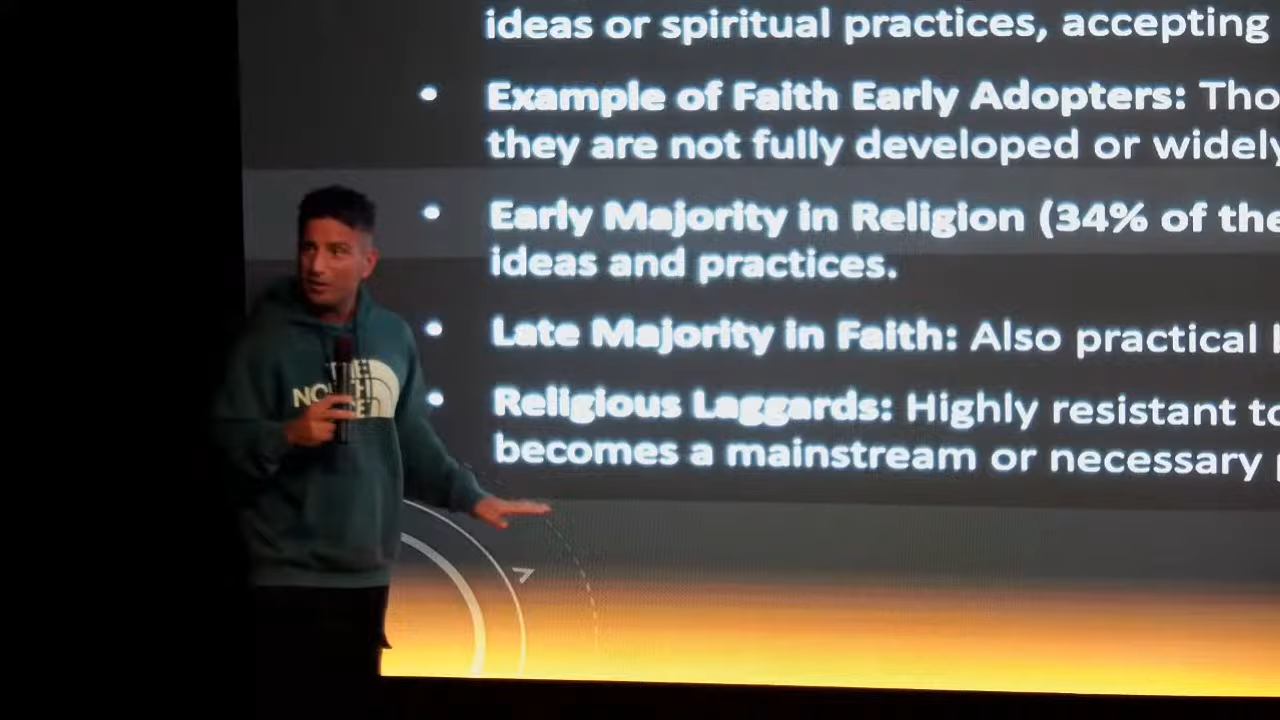 ideas or spiritual practices, accepting
• Example of Faith Early Adopters: Tho
they are not fully developed or widely
• Early Majority in Religion (34% of the
ideas and practices.
• Late Majority in Faith: Also practical
• Religious Laggards: Highly resistant to
becomes a mainstream or necessary
THE
NORTH
FACE